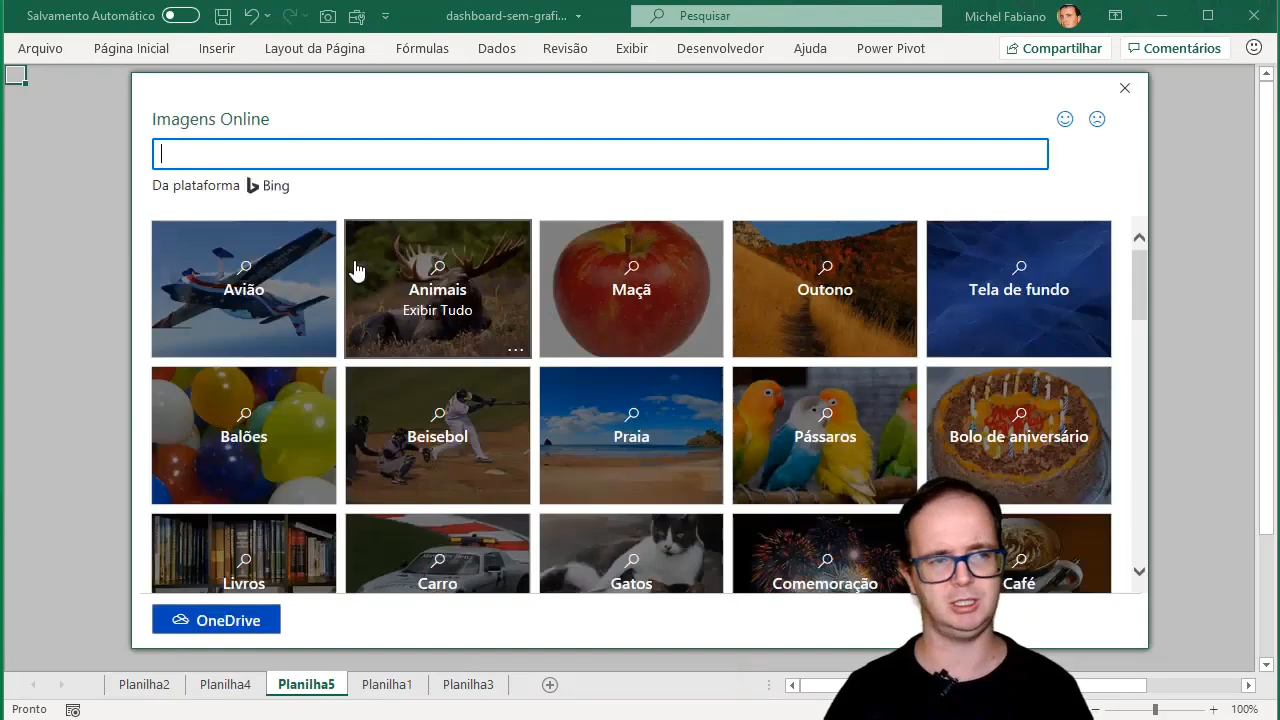 Salvamento Automático
dashboard-sem-grafi...
Pesquisar
Michel Fabiano
Arquivo
Página Inicial
Inserir
Layout da Página
Fórmulas
Dados
Revisão
Exibir
Desenvolvedor
Ajuda
Power Pivot
Compartilhar
Comentários
Imagens Online
Da plataforma Bing
Avião
Animais
Exibir Tudo
...
Maçã
Outono
Tela de fundo
Balões
Beisebol
Praia
Pássaros
Bolo de aniversário
Livros
Carro
Gatos
Comemoração
Café
OneDrive
Planilha2
Planilha4
Planilha5
Planilha1
Planilha3
Pronto
100%